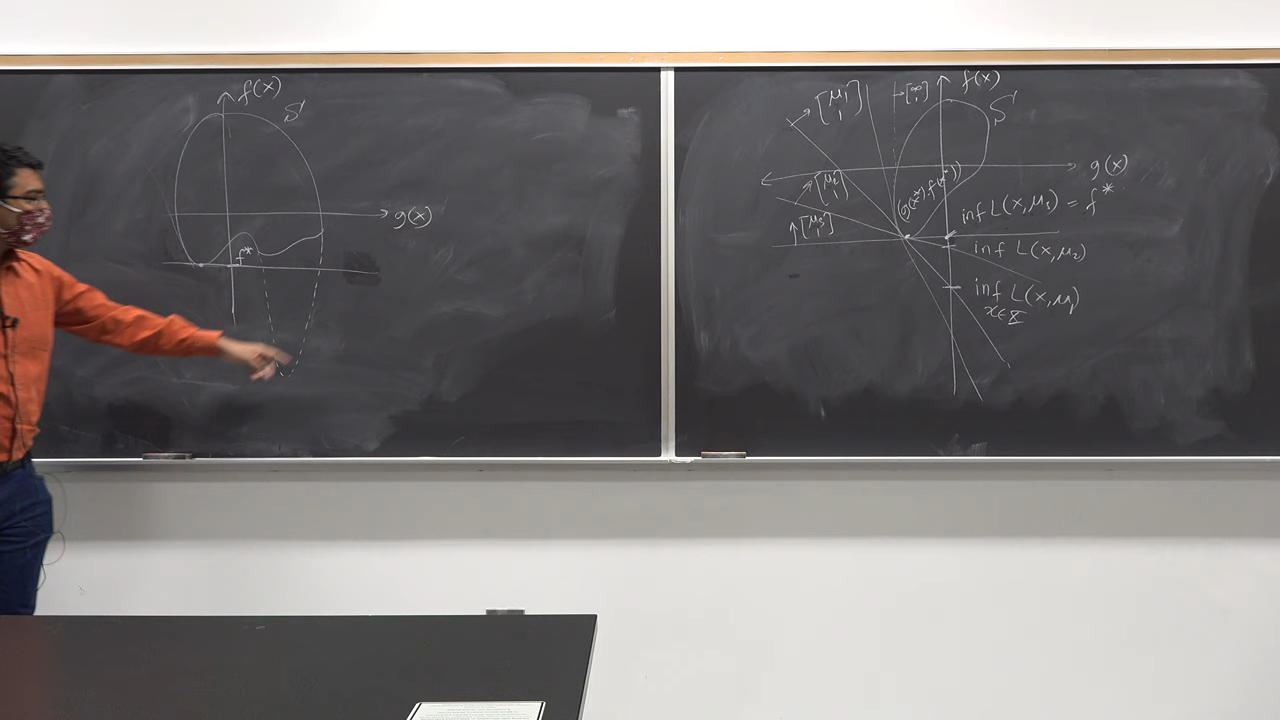 f(x)
S
g(x)
f*
[μ₁
1]
[∞
1]
f(x)
S
g(x)
[μ₂
1]
(g(x*), f(x*))
[μ₃
1]
inf L(x, μ₃) = f*
inf L(x, μ₂)
inf L(x, μ₁)
x∈X